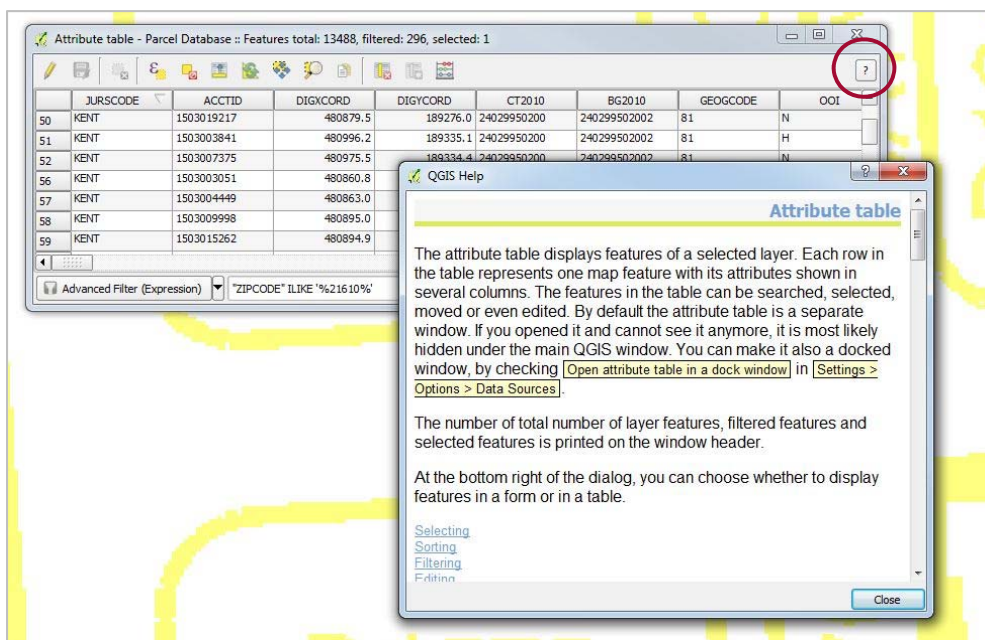 Attribute table - Parcel Database :: Features total: 13488, filtered: 296, selected: 1
?
JURSCODE ACCTID DIGXCORD DIGYCORD CT2010 BG2010 GEOGCODE OOI
50 KENT 1503019217 480879.5 189276.0 24029950200 240299502002 81 N
51 KENT 1503003841 480996.2 189335.1 24029950200 240299502002 81 H
52 KENT 1503007375 480975.5 189334.4 24029950200 240299502002 81 N
56 KENT 1503003051 480860.8
57 KENT 1503004449 480863.0
58 KENT 1503009998 480895.0
59 KENT 1503015262 480894.9
Advanced Filter (Expression) "ZIPCODE" ILIKE '%21610%'
QGIS Help
Attribute table
The attribute table displays features of a selected layer. Each row in
the table represents one map feature with its attributes shown in
several columns. The features in the table can be searched, selected,
moved or even edited. By default the attribute table is a separate
window. If you opened it and cannot see it anymore, it is most likely
hidden under the main QGIS window. You can make it also a docked
window, by checking Open attribute table in a dock window in Settings >
Options > Data Sources.
The number of total number of layer features, filtered features and
selected features is printed on the window header.
At the bottom right of the dialog, you can choose whether to display
features in a form or in a table.
Selecting
Sorting
Filtering
Editing
Close